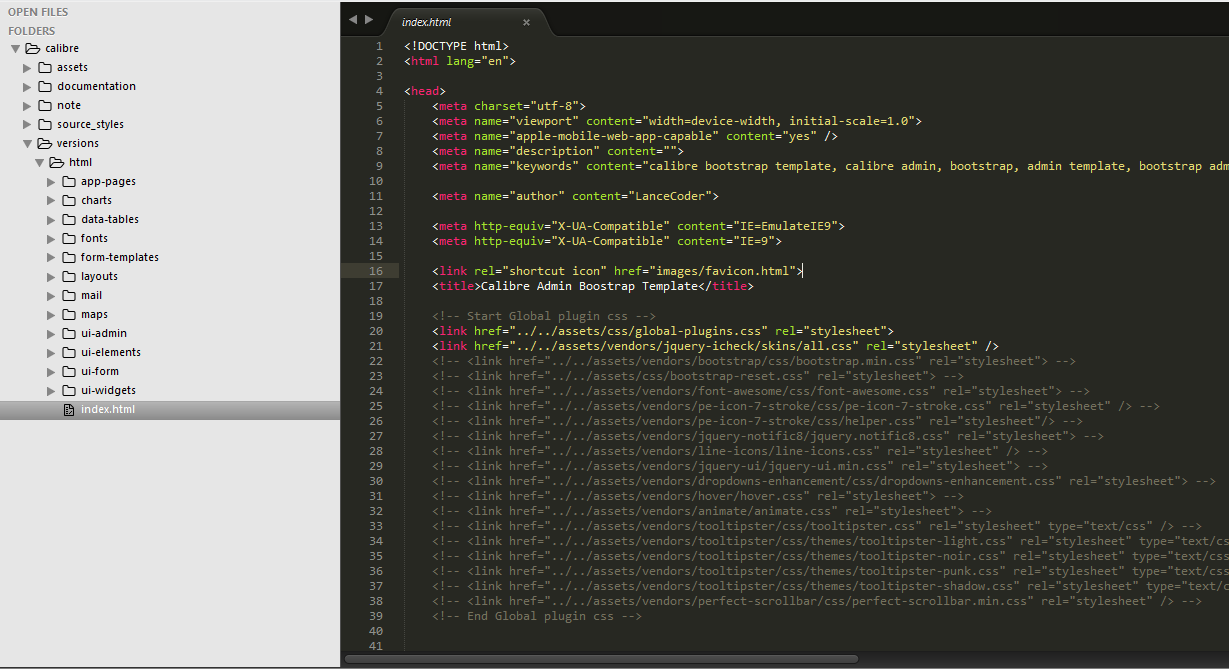 OPEN FILES
FOLDERS
calibre
assets
documentation
note
source_styles
versions
html
app-pages
charts
data-tables
fonts
form-templates
layouts
mail
maps
ui-admin
ui-elements
ui-form
ui-widgets
index.html
index.html ×
1 <!DOCTYPE html>
2 <html lang="en">
3
4 <head>
5 <meta charset="utf-8">
6 <meta name="viewport" content="width=device-width, initial-scale=1.0">
7 <meta name="apple-mobile-web-app-capable" content="yes" />
8 <meta name="description" content="">
9 <meta name="keywords" content="calibre bootstrap template, calibre admin, bootstrap, admin template, bootstrap adm
10
11 <meta name="author" content="LanceCoder">
12
13 <meta http-equiv="X-UA-Compatible" content="IE=EmulateIE9">
14 <meta http-equiv="X-UA-Compatible" content="IE=9">
15
16 <link rel="shortcut icon" href="images/favicon.html">
17 <title>Calibre Admin Boostrap Template</title>
18
19 <!-- Start Global plugin css -->
20 <link href="../../assets/css/global-plugins.css" rel="stylesheet">
21 <link href="../../assets/vendors/jquery-icheck/skins/all.css" rel="stylesheet" />
22 <!-- <link href="../../assets/vendors/bootstrap/css/bootstrap.min.css" rel="stylesheet"> -->
23 <!-- <link href="../../assets/css/bootstrap-reset.css" rel="stylesheet"> -->
24 <!-- <link href="../../assets/vendors/font-awesome/css/font-awesome.css" rel="stylesheet"> -->
25 <!-- <link href="../../assets/vendors/pe-icon-7-stroke/css/pe-icon-7-stroke.css" rel="stylesheet" /> -->
26 <!-- <link href="../../assets/vendors/pe-icon-7-stroke/css/helper.css" rel="stylesheet"/> -->
27 <!-- <link href="../../assets/vendors/jquery-notific8/jquery.notific8.css" rel="stylesheet"> -->
28 <!-- <link href="../../assets/vendors/line-icons/line-icons.css" rel="stylesheet" /> -->
29 <!-- <link href="../../assets/vendors/jquery-ui/jquery-ui.min.css" rel="stylesheet"> -->
30 <!-- <link href="../../assets/vendors/dropdowns-enhancement/css/dropdowns-enhancement.css" rel="stylesheet"> -->
31 <!-- <link href="../../assets/vendors/hover/hover.css" rel="stylesheet"> -->
32 <!-- <link href="../../assets/vendors/animate/animate.css" rel="stylesheet"> -->
33 <!-- <link href="../../assets/vendors/tooltipster/css/tooltipster.css" rel="stylesheet" type="text/css" /> -->
34 <!-- <link href="../../assets/vendors/tooltipster/css/themes/tooltipster-light.css" rel="stylesheet" type="text/cs
35 <!-- <link href="../../assets/vendors/tooltipster/css/themes/tooltipster-noir.css" rel="stylesheet" type="text/css
36 <!-- <link href="../../assets/vendors/tooltipster/css/themes/tooltipster-punk.css" rel="stylesheet" type="text/css
37 <!-- <link href="../../assets/vendors/tooltipster/css/themes/tooltipster-shadow.css" rel="stylesheet" type="text/c
38 <!-- <link href="../../assets/vendors/perfect-scrollbar/css/perfect-scrollbar.min.css" rel="stylesheet" /> -->
39 <!-- End Global plugin css -->
40
41